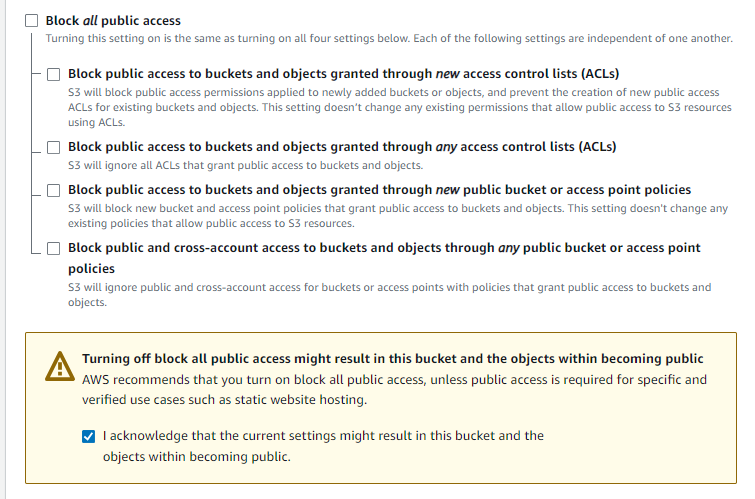 Block all public access
Turning this setting on is the same as turning on all four settings below. Each of the following settings are independent of one another.
Block public access to buckets and objects granted through new access control lists (ACLs)
S3 will block public access permissions applied to newly added buckets or objects, and prevent the creation of new public access
ACLs for existing buckets and objects. This setting doesn't change any existing permissions that allow public access to S3 resources
using ACLs.
Block public access to buckets and objects granted through any access control lists (ACLs)
S3 will ignore all ACLs that grant public access to buckets and objects.
Block public access to buckets and objects granted through new public bucket or access point policies
S3 will block new bucket and access point policies that grant public access to buckets and objects. This setting doesn't change any
existing policies that allow public access to S3 resources.
Block public and cross-account access to buckets and objects through any public bucket or access point
policies
S3 will ignore public and cross-account access for buckets or access points with policies that grant public access to buckets and
objects.
Turning off block all public access might result in this bucket and the objects within becoming public
AWS recommends that you turn on block all public access, unless public access is required for specific and
verified use cases such as static website hosting.
I acknowledge that the current settings might result in this bucket and the
objects within becoming public.